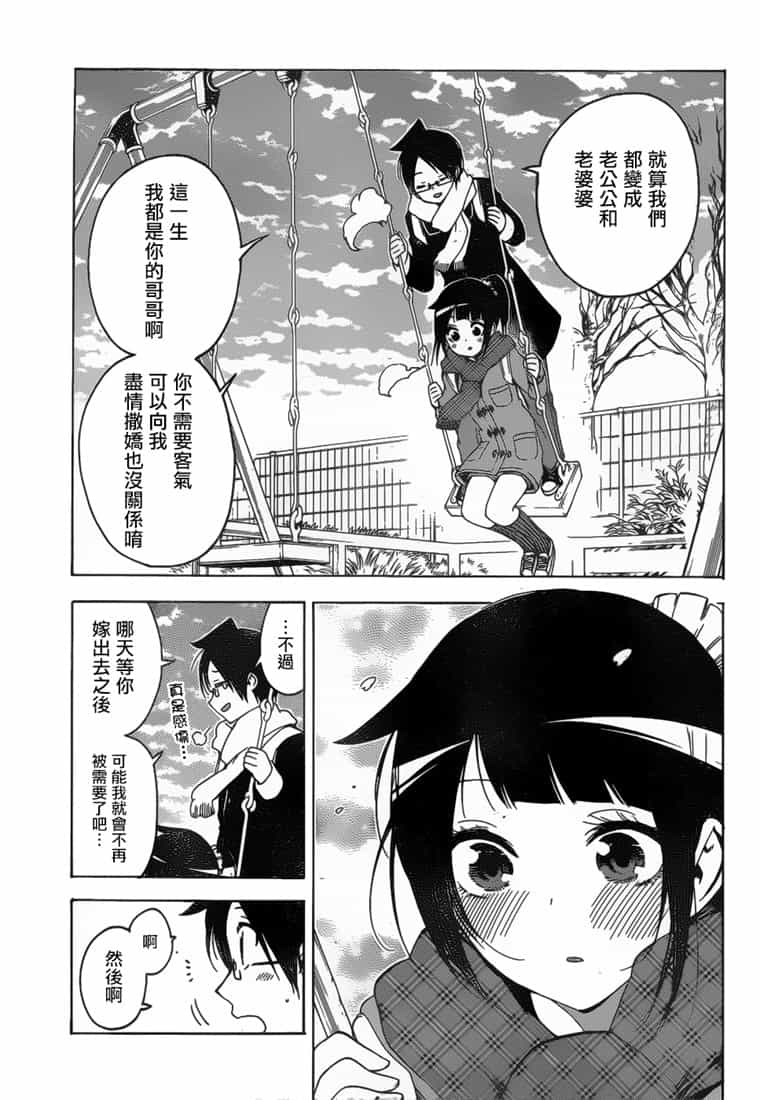 就算我們
都變成
老公公和
老婆婆
這一生
我都是你的哥哥啊
你不需要客氣
可以向我
盡情撒嬌也沒關係唷
…不過
真是感傷…
哪天等你
嫁出去之後
可能我就會不再
被需要了吧…
啊
然後啊